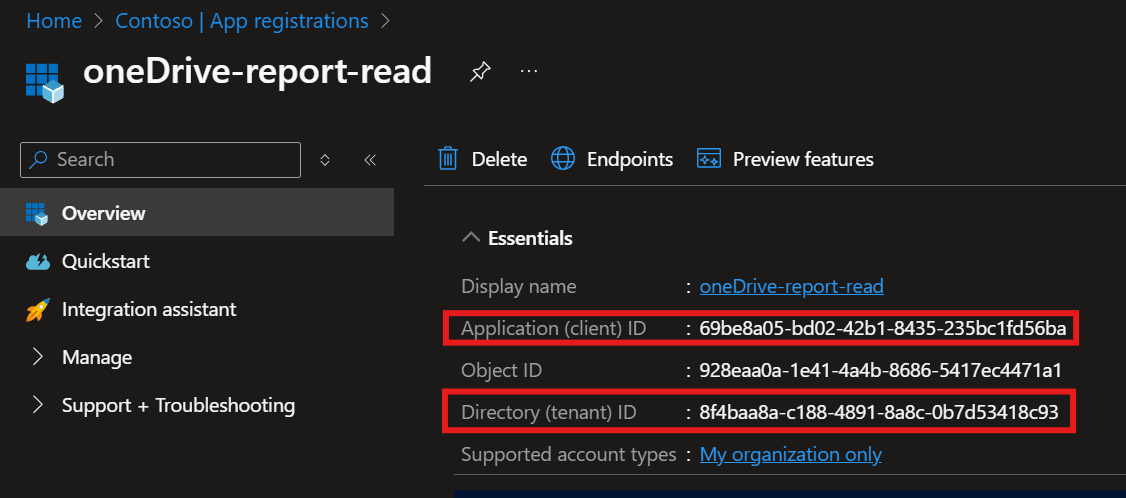 Home > Contoso | App registrations >
oneDrive-report-read
Search
Delete Endpoints Preview features
Overview
Quickstart
Integration assistant
Manage
Support + Troubleshooting
Essentials
Display name : oneDrive-report-read
Application (client) ID : 69be8a05-bd02-42b1-8435-235bc1fd56ba
Object ID : 928eaa0a-1e41-4a4b-8686-5417ec4471a1
Directory (tenant) ID : 8f4baa8a-c188-4891-8a8c-0b7d53418c93
Supported account types : My organization only